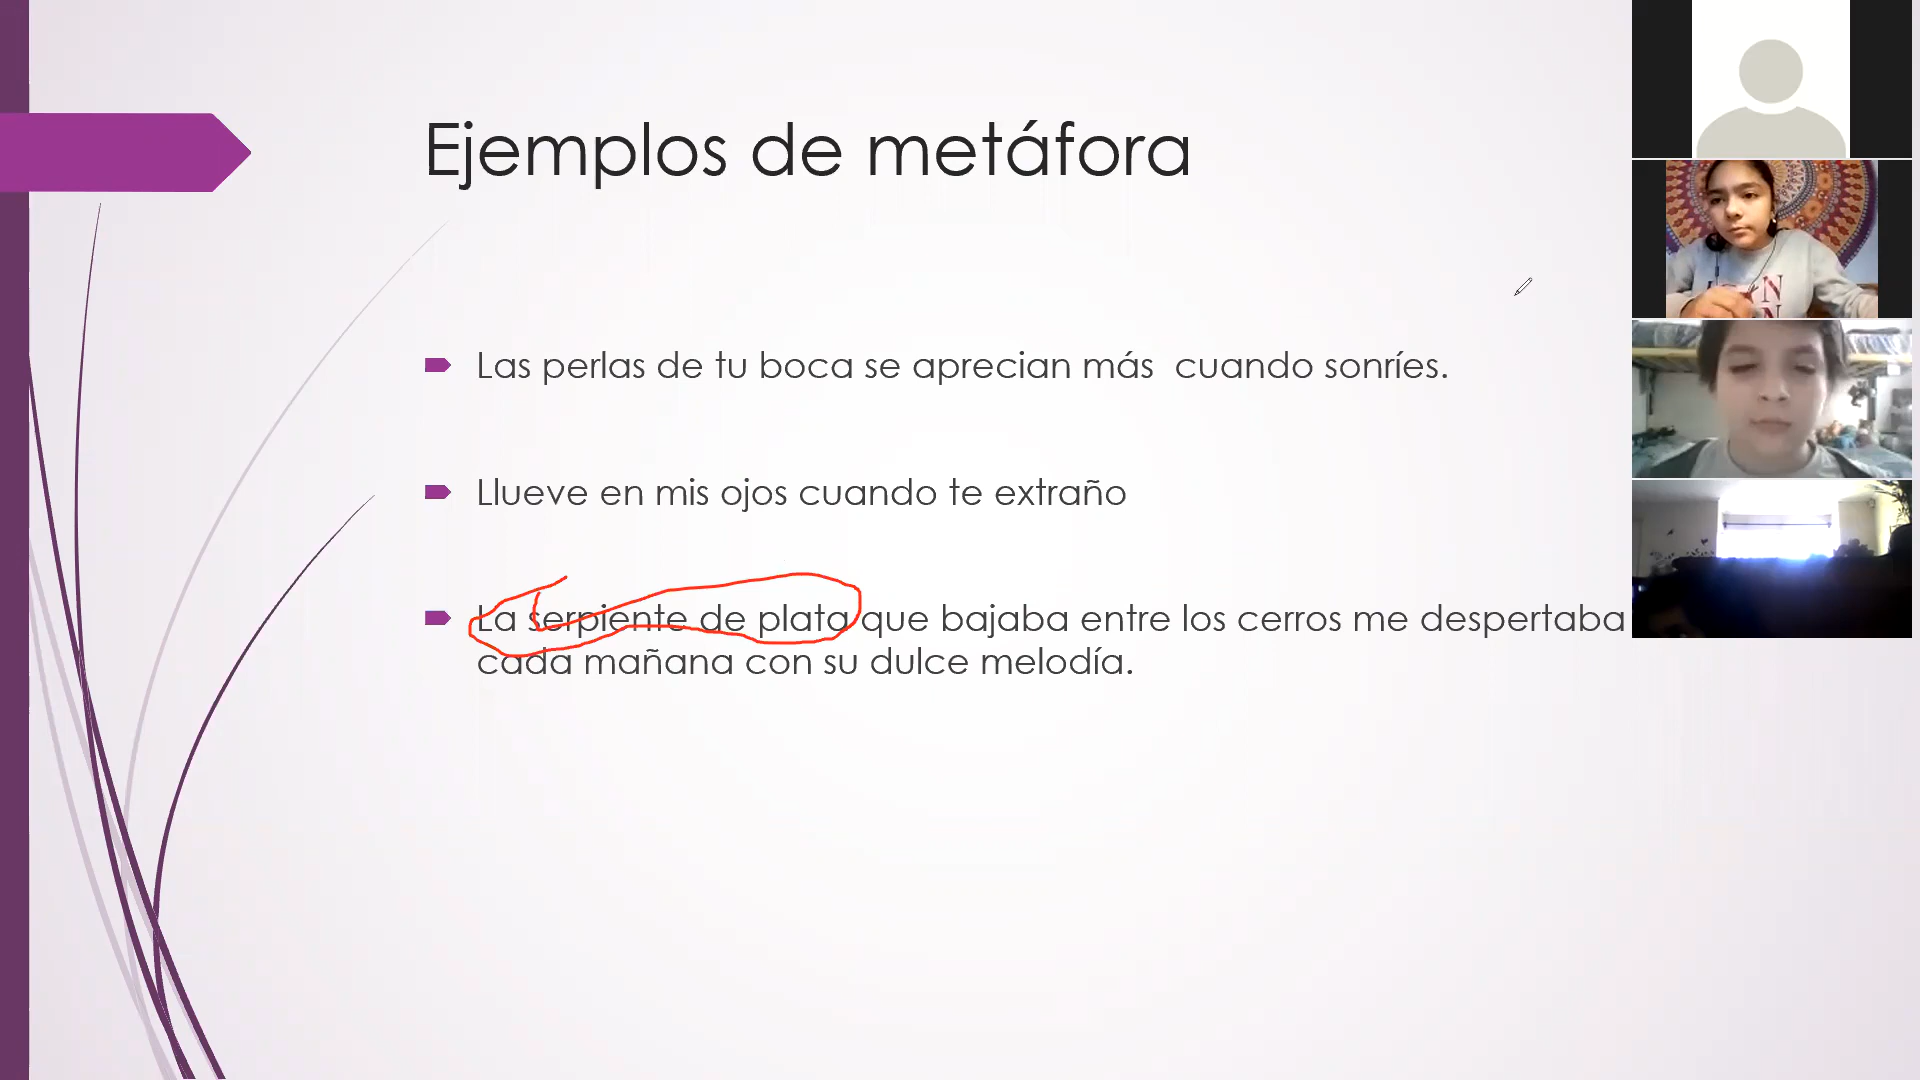 Ejemplos de metáfora
Las perlas de tu boca se aprecian más  cuando sonríes.
Llueve en mis ojos cuando te extraño
La serpiente de plata que bajaba entre los cerros me despertaba
cada mañana con su dulce melodía.